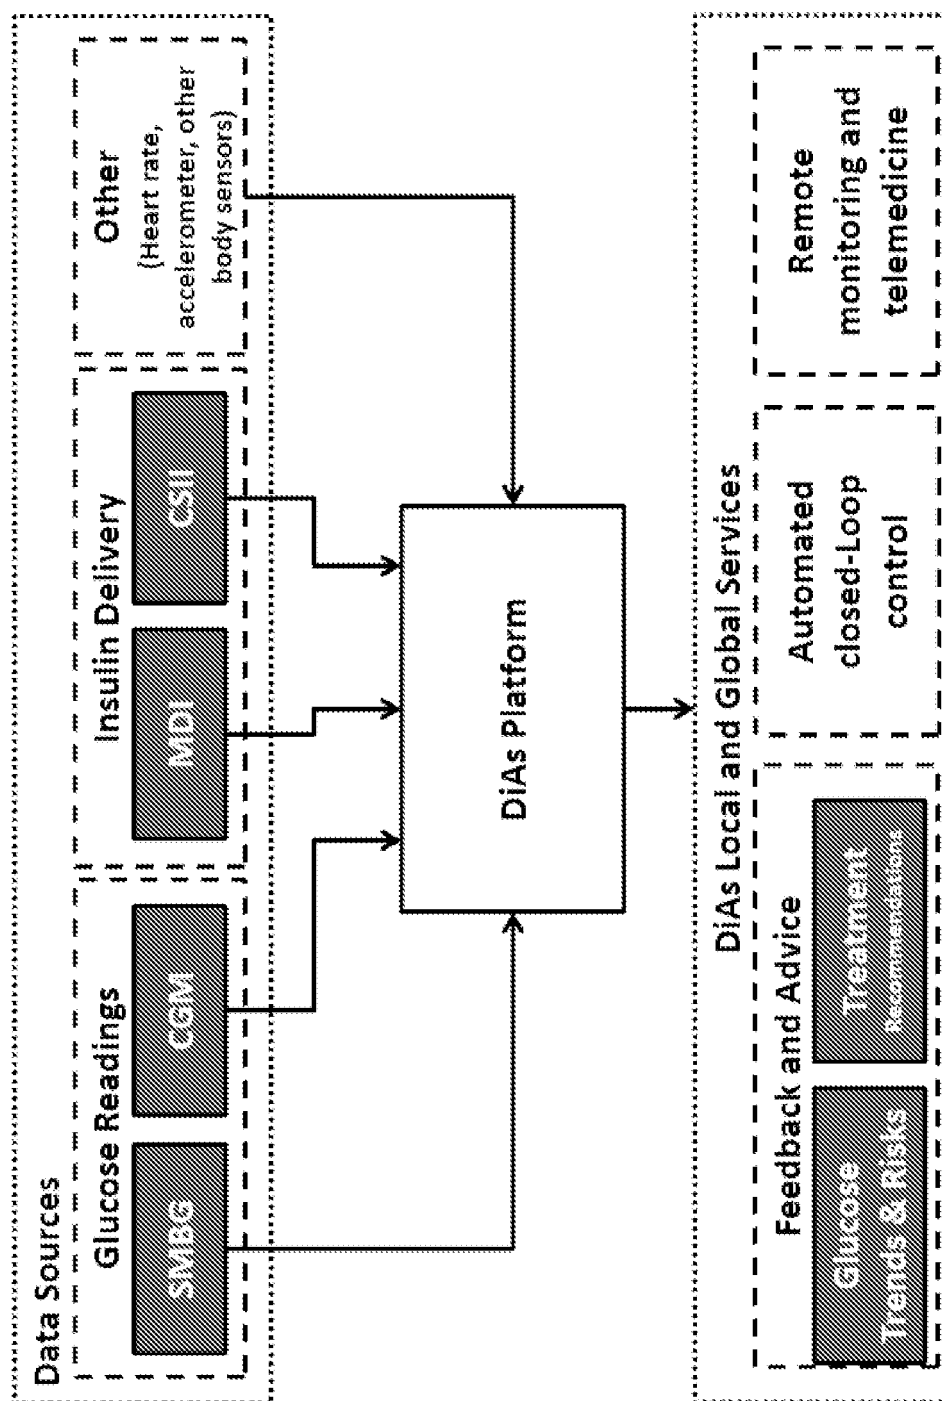 Data Sources
Glucose Readings
SMBG
CGM
Insulin Delivery
MDI
CSII
Other
(Heart rate,
accelerometer, other
body sensors)
DiAs Platform
DiAs Local and Global Services
Feedback and Advice
Glucose
Trends & Risks
Treatment
Recommendations
Automated
closed-Loop
control
Remote
monitoring and
telemedicine